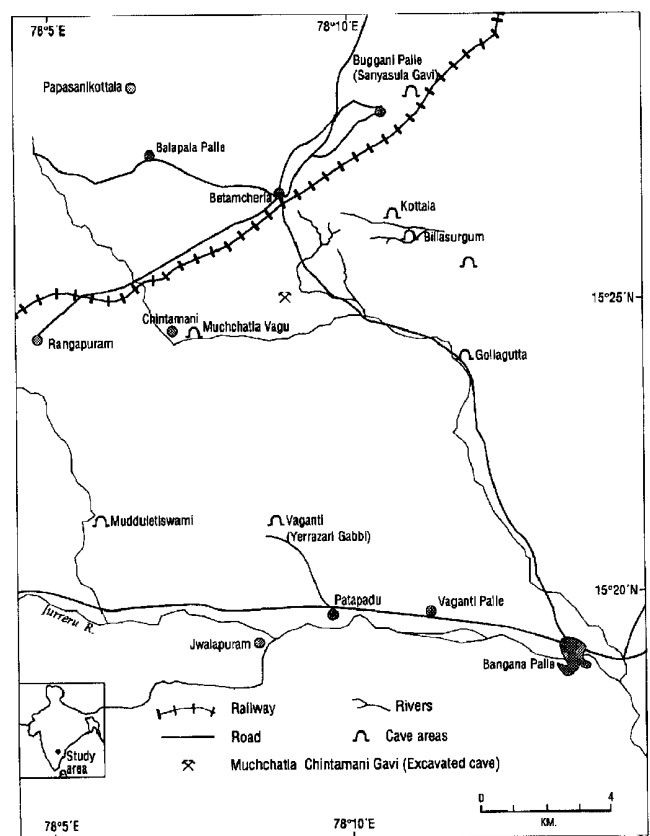 78°5'E
78°10'E
Buggani Palle
(Sanyasula Gavi)
Papasanikottala
Balapala Palle
Betamcherla
Kottala
Billasurgum
15°25'N
Chintamani
Muchchatla Vagu
Rangapuram
Gollagutta
Mudduletiswami
Vaganti
(Yerrazari Gabbi)
15°20'N
Patapadu
Vaganti Palle
Jurreru R.
Jwalapuram
Bangana Palle
Railway
Rivers
Road
Cave areas
Study
area
Muchchatla Chintamani Gavi (Excavated cave)
0
4
KM.
78°5'E
78°10'E